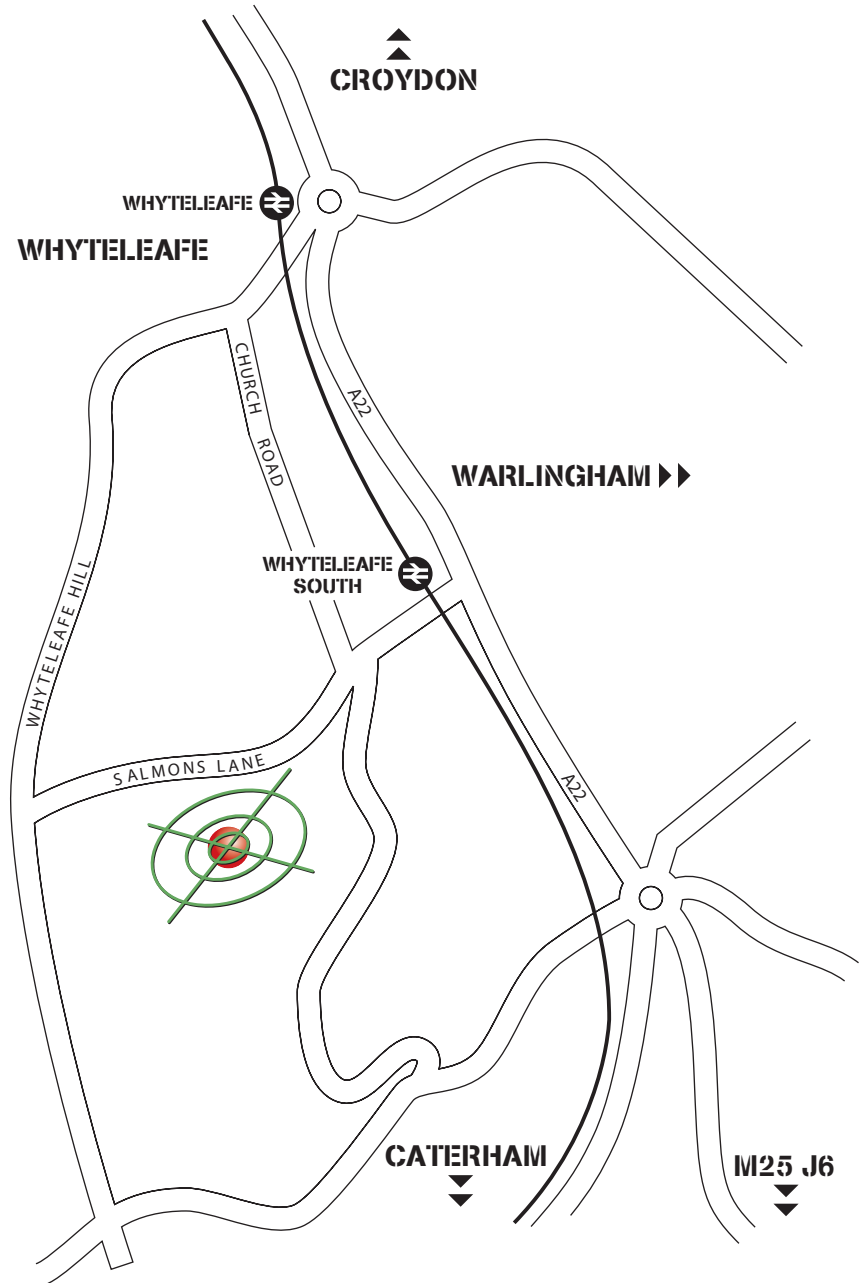 CROYDON
WHYTELEAFE
WHYTELEAFE
CHURCH ROAD
A22
WARLINGHAM
WHYTELEAFE
SOUTH
WHYTELEAFE HILL
SALMONS LANE
A22
CATERHAM
M25 J6